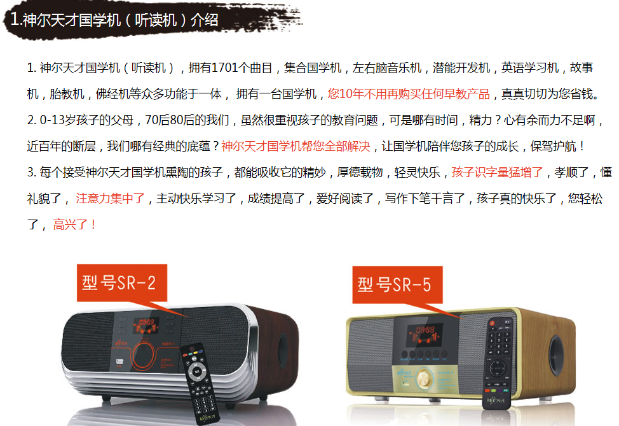 1.神尔天才国学机（听读机）介绍
1. 神尔天才国学机（听读机），拥有1701个曲目，集合国学机，左右脑音乐机，潜能开发机，英语学习机，故事
机，胎教机，佛经机等众多功能于一体， 拥有一台国学机，您10年不用再购买任何早教产品，真真切切为您省钱。
2. 0-13岁孩子的父母，70后80后的我们，虽然很重视孩子的教育问题，可是哪有时间，精力？心有余而力不足啊，
近百年的断层，我们哪有经典的底蕴？神尔天才国学机帮您全部解决，让国学机陪伴您孩子的成长，保驾护航！
3. 每个接受神尔天才国学机熏陶的孩子，都能吸收它的精妙，厚德载物，轻灵快乐，孩子识字量猛增了，孝顺了，懂
礼貌了， 注意力集中了，主动快乐学习了，成绩提高了，爱好阅读了，写作下笔千言了，孩子真的快乐了，您轻松
了， 高兴了！
型号SR-2
型号SR-5